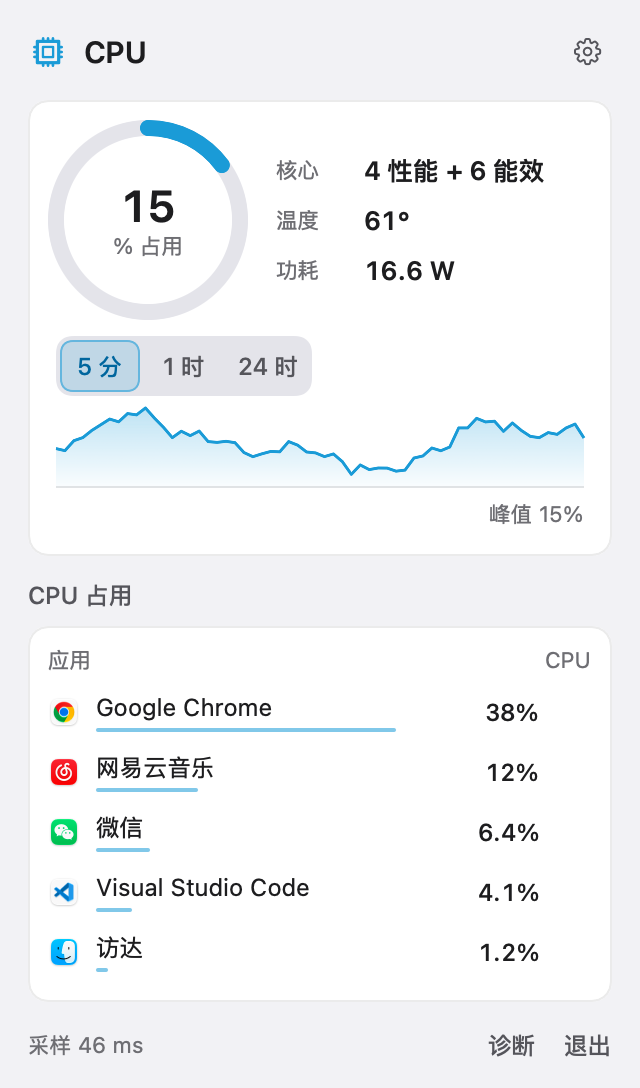 CPU
15
% 占用
核心 4 性能 + 6 能效
温度 61°
功耗 16.6 W
5 分 1 时 24 时
峰值 15%
CPU 占用
应用 CPU
Google Chrome 38%
网易云音乐 12%
微信 6.4%
Visual Studio Code 4.1%
访达 1.2%
采样 46 ms 诊断 退出